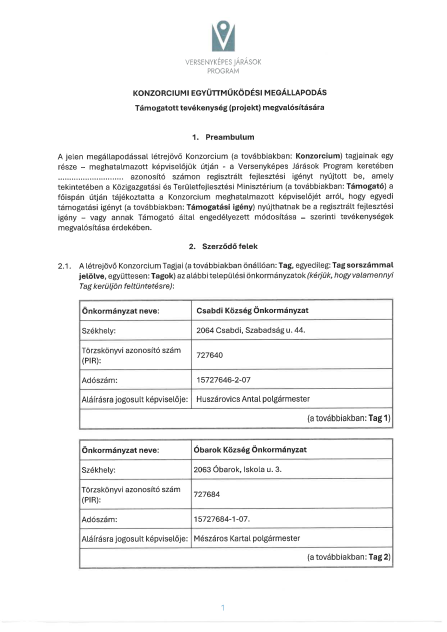 VERSENYKÉPES JÁRÁSOK
PROGRAM
KONZORCIUMI EGYÜTTMŰKÖDÉSI MEGÁLLAPODÁS
Támogatott tevékenység (projekt) megvalósítására
1. Preambulum
A jelen megállapodással létrejövő Konzorcium (a továbbiakban: Konzorcium) tagjainak egy
része – meghatalmazott képviselőjük útján - a Versenyképes Járások Program keretében
............................ azonosító számon regisztrált fejlesztési igényt nyújtott be, amely
tekintetében a Közigazgatási és Területfejlesztési Minisztérium (a továbbiakban: Támogató) a
főispán útján tájékoztatta a Konzorcium meghatalmazott képviselőjét arról, hogy egyedi
támogatási igényt (a továbbiakban: Támogatási igény) nyújthatnak be a regisztrált fejlesztési
igény – vagy annak Támogató által engedélyezett módosítása – szerinti tevékenységek
megvalósítása érdekében.
2. Szerződő felek
2.1. A létrejövő Konzorcium Tagjai (a továbbiakban önállóan: Tag, egyedileg: Tag sorszámmal
jelölve, együttesen: Tagok) az alábbi települési önkormányzatok (kérjük, hogy valamennyi
Tag kerüljön feltüntetésre):
Önkormányzat neve: Csabdi Község Önkormányzat
Székhely: 2064 Csabdi, Szabadság u. 44.
Törzskönyvi azonosító szám
(PIR): 727640
Adószám: 15727646-2-07
Aláírásra jogosult képviselője: Huszárovics Antal polgármester
(a továbbiakban: Tag 1)
Önkormányzat neve: Óbarok Község Önkormányzat
Székhely: 2063 Óbarok, Iskola u. 3.
Törzskönyvi azonosító szám
(PIR): 727684
Adószám: 15727684-1-07.
Aláírásra jogosult képviselője: Mészáros Kartal polgármester
(a továbbiakban: Tag 2)
1